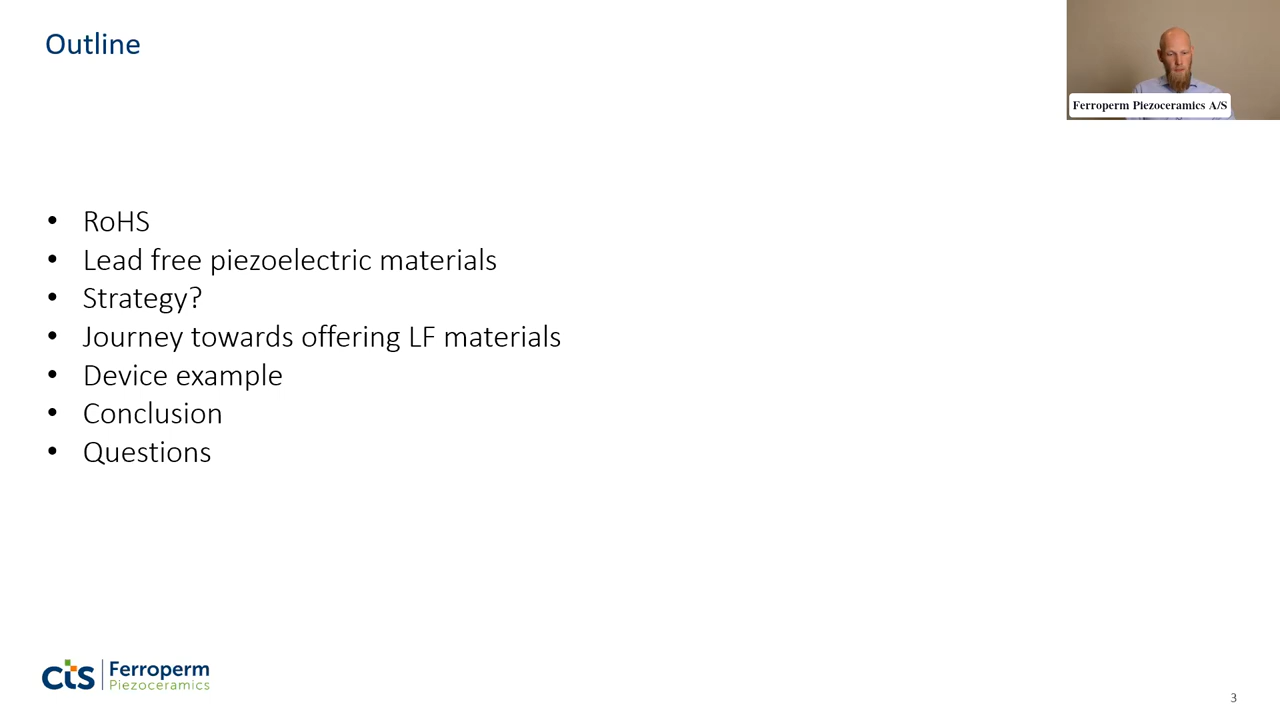 Outline
Ferroperm Piezoceramics A/S
• RoHS
• Lead free piezoelectric materials
• Strategy?
• Journey towards offering LF materials
• Device example
• Conclusion
• Questions
cts Ferroperm
Piezoceramics
3